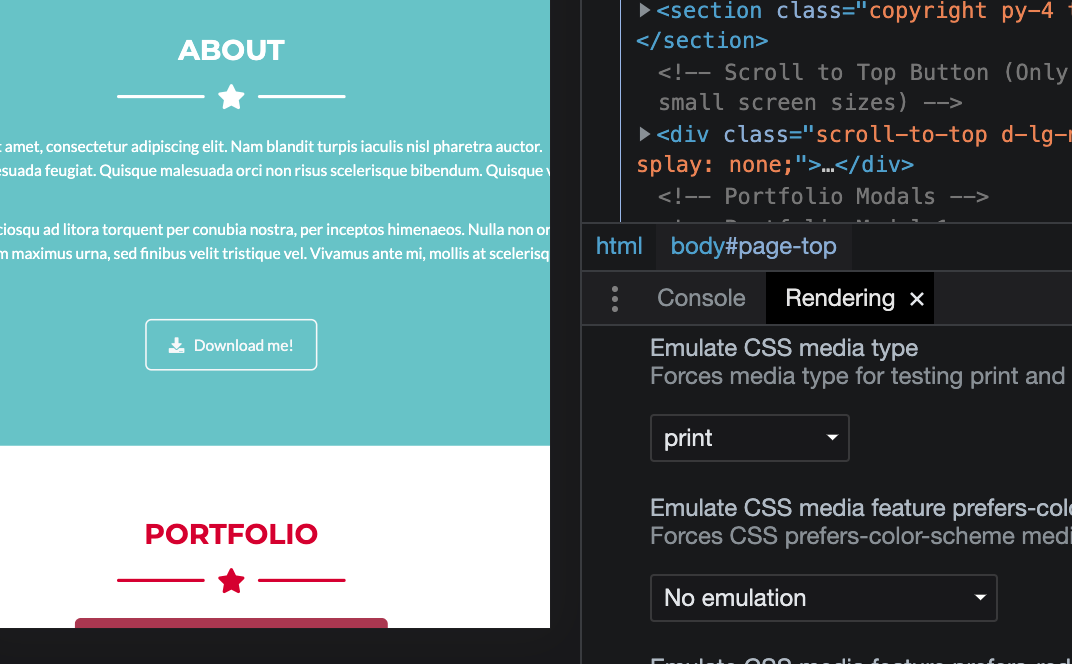 ABOUT
amet, consectetur adipiscing elit. Nam blandit turpis iaculis nisl pharetra auctor.
feugiat. Quisque malesuada orci non risus scelerisque bibendum. Quisque
ad litora torquent per conubia nostra, per inceptos himenaeos. Nulla non
maximus urna, sed finibus velit tristique vel. Vivamus ante mi, mollis at
Download me!
PORTFOLIO
<section class="copyright py-4
</section>
<!-- Scroll to Top Button (Only
small screen sizes) -->
<div class="scroll-to-top d-lg-
splay: none;">…</div>
<!-- Portfolio Modals -->
html body#page-top
Console Rendering ×
Emulate CSS media type
Forces media type for testing print and
print
Emulate CSS media feature prefers-col
Forces CSS prefers-color-scheme medi
No emulation